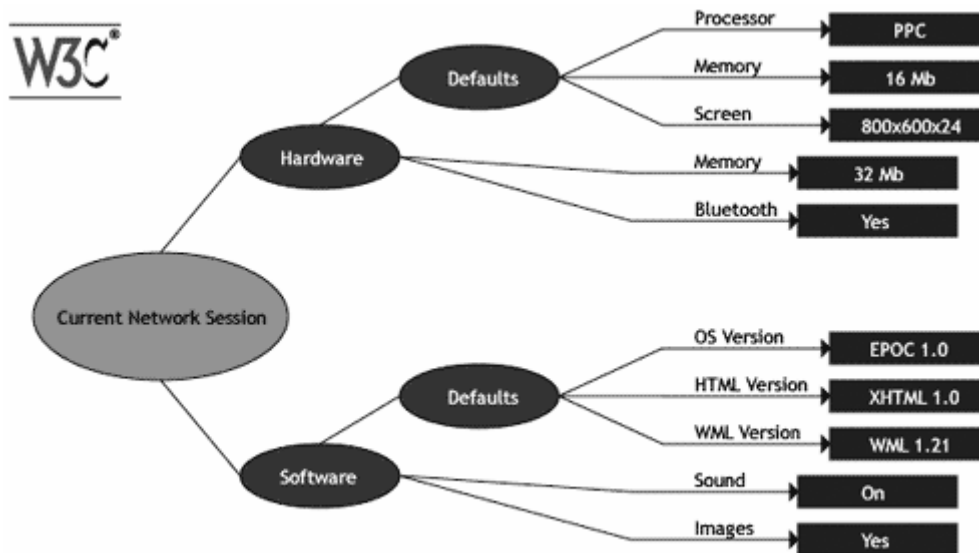 W3C®
Processor
PPC
Defaults
Memory
16 Mb
Screen
800x600x24
Hardware
Memory
32 Mb
Bluetooth
Yes
Current Network Session
OS Version
EPOC 1.0
Defaults
HTML Version
XHTML 1.0
WML Version
WML 1.21
Software
Sound
On
Images
Yes